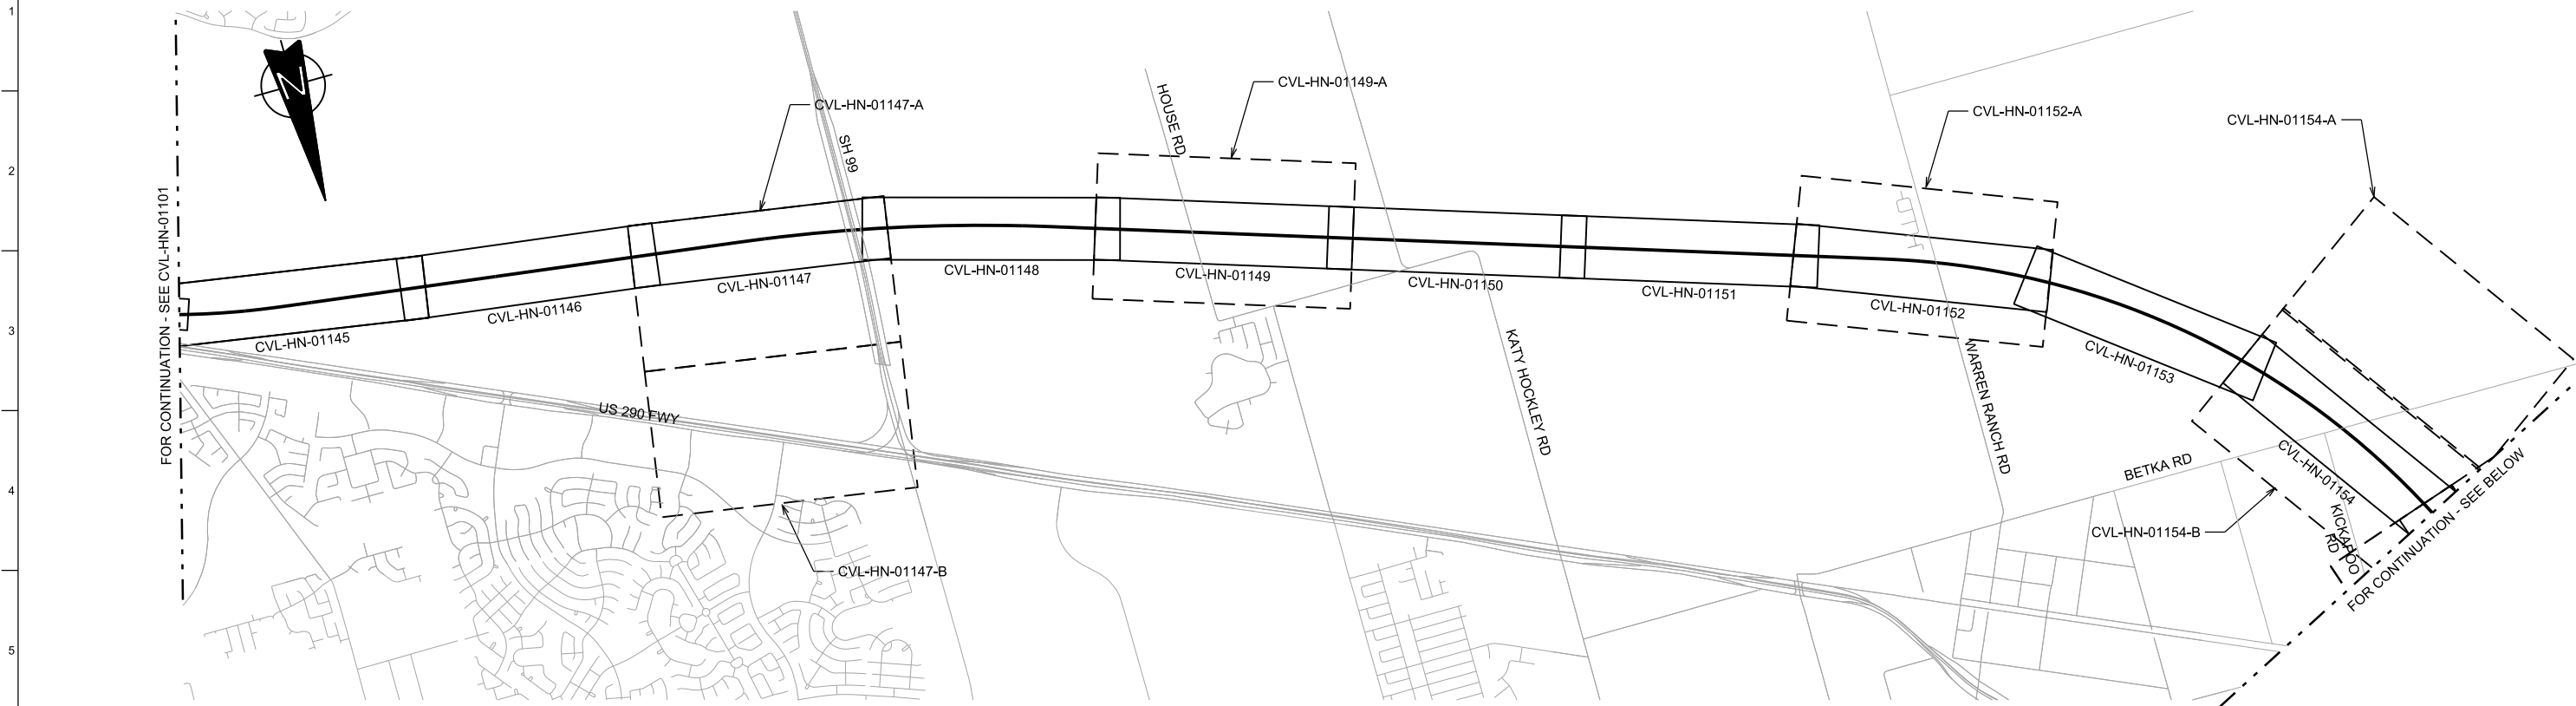 1
2
3
4
5
N
FOR CONTINUATION - SEE CVL-HN-01101
CVL-HN-01147-A
SH 99
HOUSE RD
CVL-HN-01149-A
CVL-HN-01152-A
CVL-HN-01154-A
CVL-HN-01145
CVL-HN-01146
CVL-HN-01147
CVL-HN-01148
CVL-HN-01149
CVL-HN-01150
CVL-HN-01151
CVL-HN-01152
CVL-HN-01153
CVL-HN-01154
US 290 FWY
KATY HOCKLEY RD
WARREN RANCH RD
BETKA RD
KICKAPOO
RD
CVL-HN-01154-B
CVL-HN-01147-B
FOR CONTINUATION - SEE BELOW